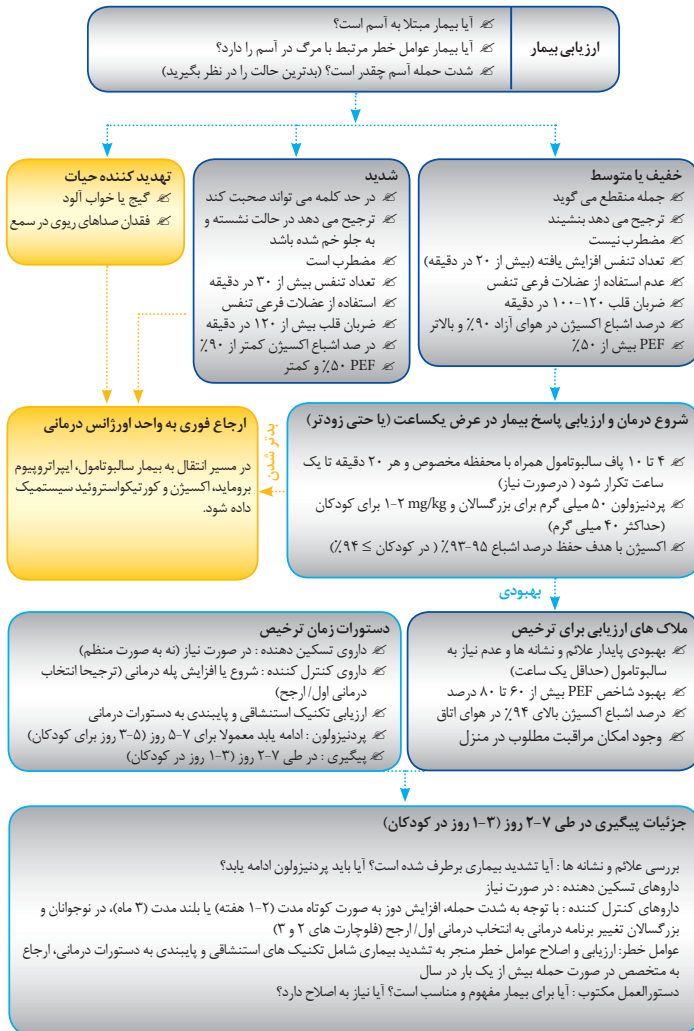 ارزیابی بیمار
✍ آیا بیمار مبتلا به آسم است؟
✍ آیا بیمار عوامل خطر مرتبط با مرگ در آسم را دارد؟
✍ شدت حمله آسم چقدر است؟ (بدترین حالت را در نظر بگیرید)
خفیف یا متوسط
✍ جمله منقطع می گوید
✍ ترجیح می دهد بنشیند
✍ مضطرب نیست
✍ تعداد تنفس افزایش یافته (بیش از ۲۰ در دقیقه)
✍ عدم استفاده از عضلات فرعی تنفس
✍ ضربان قلب ۱۲۰-۱۰۰ در دقیقه
✍ درصد اشباع اکسیژن در هوای آزاد ۹۰٪ و بالاتر
✍ PEF بیش از ۵۰٪
شدید
✍ در حد کلمه می تواند صحبت کند
✍ ترجیح می دهد در حالت نشسته و
به جلو خم شده باشد
✍ مضطرب است
✍ تعداد تنفس بیش از ۳۰ در دقیقه
✍ استفاده از عضلات فرعی تنفس
✍ ضربان قلب بیش از ۱۲۰ در دقیقه
✍ در صد اشباع اکسیژن کمتر از ۹۰٪
✍ PEF ۵۰٪ و کمتر
تهدید کننده حیات
✍ گیج یا خواب آلود
✍ فقدان صداهای ریوی در سمع
شروع درمان و ارزیابی پاسخ بیمار در عرض یکساعت (یا حتی زودتر)
✍ ۴ تا ۱۰ پاف سالبوتامول همراه با محفظه مخصوص و هر ۲۰ دقیقه تا یک
ساعت تکرار شود ( درصورت نیاز)
✍ پردنیزولون ۵۰ میلی گرم برای بزرگسالان و ۱-۲ mg/kg برای کودکان
(حداکثر ۴۰ میلی گرم)
✍ اکسیژن با هدف حفظ درصد اشباع ۹۵-۹۳٪ ( در کودکان ≥ ۹۴٪)
بدتر شدن
ارجاع فوری به واحد اورژانس درمانی
در مسیر انتقال به بیمار سالبوتامول، ایپراتروپیوم
بروماید، اکسیژن و کورتیکواستروئید سیستمیک
داده شود.
بهبودی
ملاک های ارزیابی برای ترخیص
✍ بهبودی پایدار علائم و نشانه ها و عدم نیاز به
سالبوتامول (حداقل یک ساعت)
✍ بهبود شاخص PEF بیش از ۶۰ تا ۸۰ درصد
✍ درصد اشباع اکسیژن بالای ۹۴٪ در هوای اتاق
✍ وجود امکان مراقبت مطلوب در منزل
دستورات زمان ترخیص
✍ داروی تسکین دهنده : در صورت نیاز (نه به صورت منظم)
✍ داروی کنترل کننده : شروع یا افزایش پله درمانی (ترجیحا انتخاب
درمانی اول/ ارجح)
✍ ارزیابی تکنیک استنشاقی و پایبندی به دستورات درمانی
✍ پردنیزولون : ادامه یابد معمولا برای ۷-۵ روز (۵-۳ روز برای کودکان)
✍ پیگیری : در طی ۷-۲ روز (۳-۱ روز در کودکان)
جزئیات پیگیری در طی ۷-۲ روز (۳-۱ روز در کودکان)
بررسی علائم و نشانه ها : آیا تشدید بیماری برطرف شده است؟ آیا باید پردنیزولون ادامه یابد؟
داروهای تسکین دهنده : در صورت نیاز
داروهای کنترل کننده : با توجه به شدت حمله، افزایش دوز به صورت کوتاه مدت (۲-۱ هفته) یا بلند مدت (۳ ماه)، در نوجوانان و
بزرگسالان تغییر برنامه درمانی به انتخاب درمانی اول/ ارجح (فلوچارت های ۲ و ۳)
عوامل خطر: ارزیابی و اصلاح عوامل خطر منجر به تشدید بیماری شامل تکنیک های استنشاقی و پایبندی به دستورات درمانی، ارجاع
به متخصص در صورت حمله بیش از یک بار در سال
دستورالعمل مکتوب : آیا برای بیمار مفهوم و مناسب است؟ آیا نیاز به اصلاح دارد؟